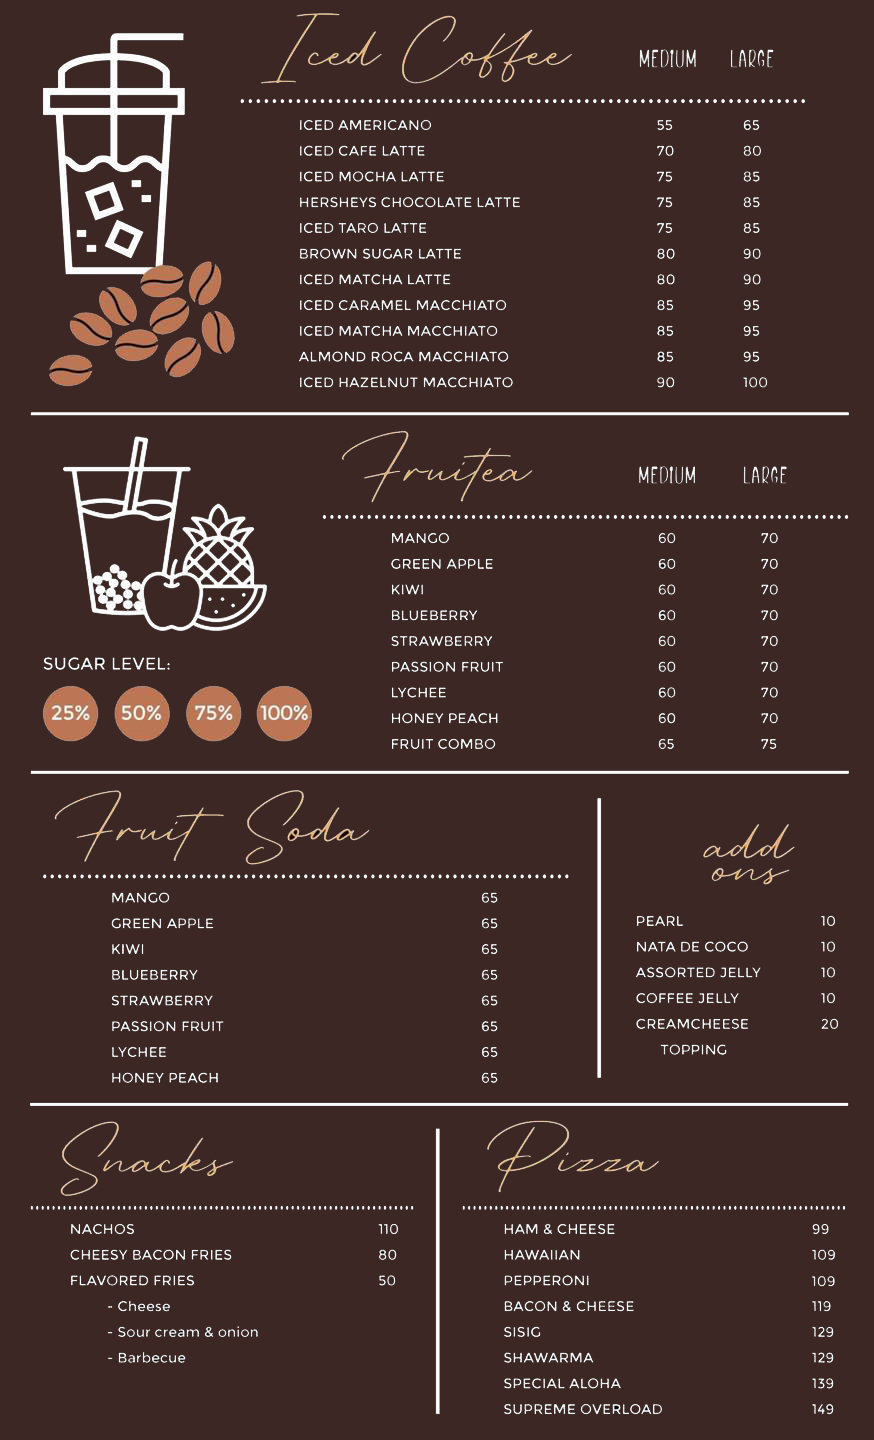 Iced Coffee MEDIUM LARGE
ICED AMERICANO 55 65
ICED CAFE LATTE 70 80
ICED MOCHA LATTE 75 85
HERSHEYS CHOCOLATE LATTE 75 85
ICED TARO LATTE 75 85
BROWN SUGAR LATTE 80 90
ICED MATCHA LATTE 80 90
ICED CARAMEL MACCHIATO 85 95
ICED MATCHA MACCHIATO 85 95
ALMOND ROCA MACCHIATO 85 95
ICED HAZELNUT MACCHIATO 90 100
Fruitea MEDIUM LARGE
MANGO 60 70
GREEN APPLE 60 70
KIWI 60 70
BLUEBERRY 60 70
STRAWBERRY 60 70
PASSION FRUIT 60 70
LYCHEE 60 70
HONEY PEACH 60 70
FRUIT COMBO 65 75
SUGAR LEVEL:
25% 50% 75% 100%
Fruit Soda
MANGO 65
GREEN APPLE 65
KIWI 65
BLUEBERRY 65
STRAWBERRY 65
PASSION FRUIT 65
LYCHEE 65
HONEY PEACH 65
add
ons
PEARL 10
NATA DE COCO 10
ASSORTED JELLY 10
COFFEE JELLY 10
CREAMCHEESE 20
TOPPING
Snacks
NACHOS 110
CHEESY BACON FRIES 80
FLAVORED FRIES 50
- Cheese
- Sour cream & onion
- Barbecue
Pizza
HAM & CHEESE 99
HAWAIIAN 109
PEPPERONI 109
BACON & CHEESE 119
SISIG 129
SHAWARMA 129
SPECIAL ALOHA 139
SUPREME OVERLOAD 149